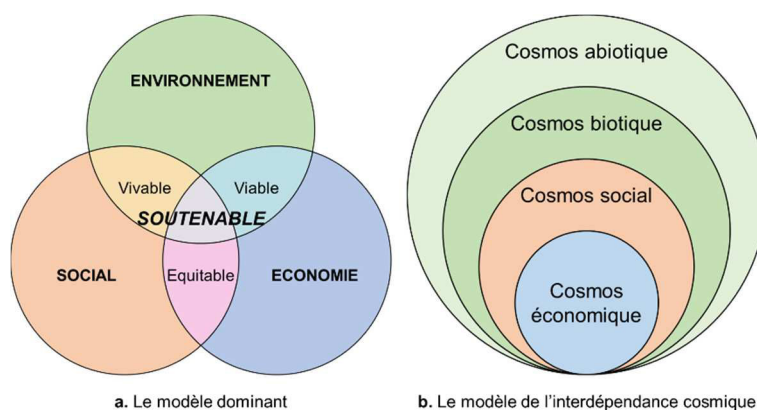 ENVIRONNEMENT
Vivable
Viable
SOUTENABLE
SOCIAL
Equitable
ECONOMIE
a. Le modèle dominant
Cosmos abiotique
Cosmos biotique
Cosmos social
Cosmos
économique
b. Le modèle de l'interdépendance cosmique